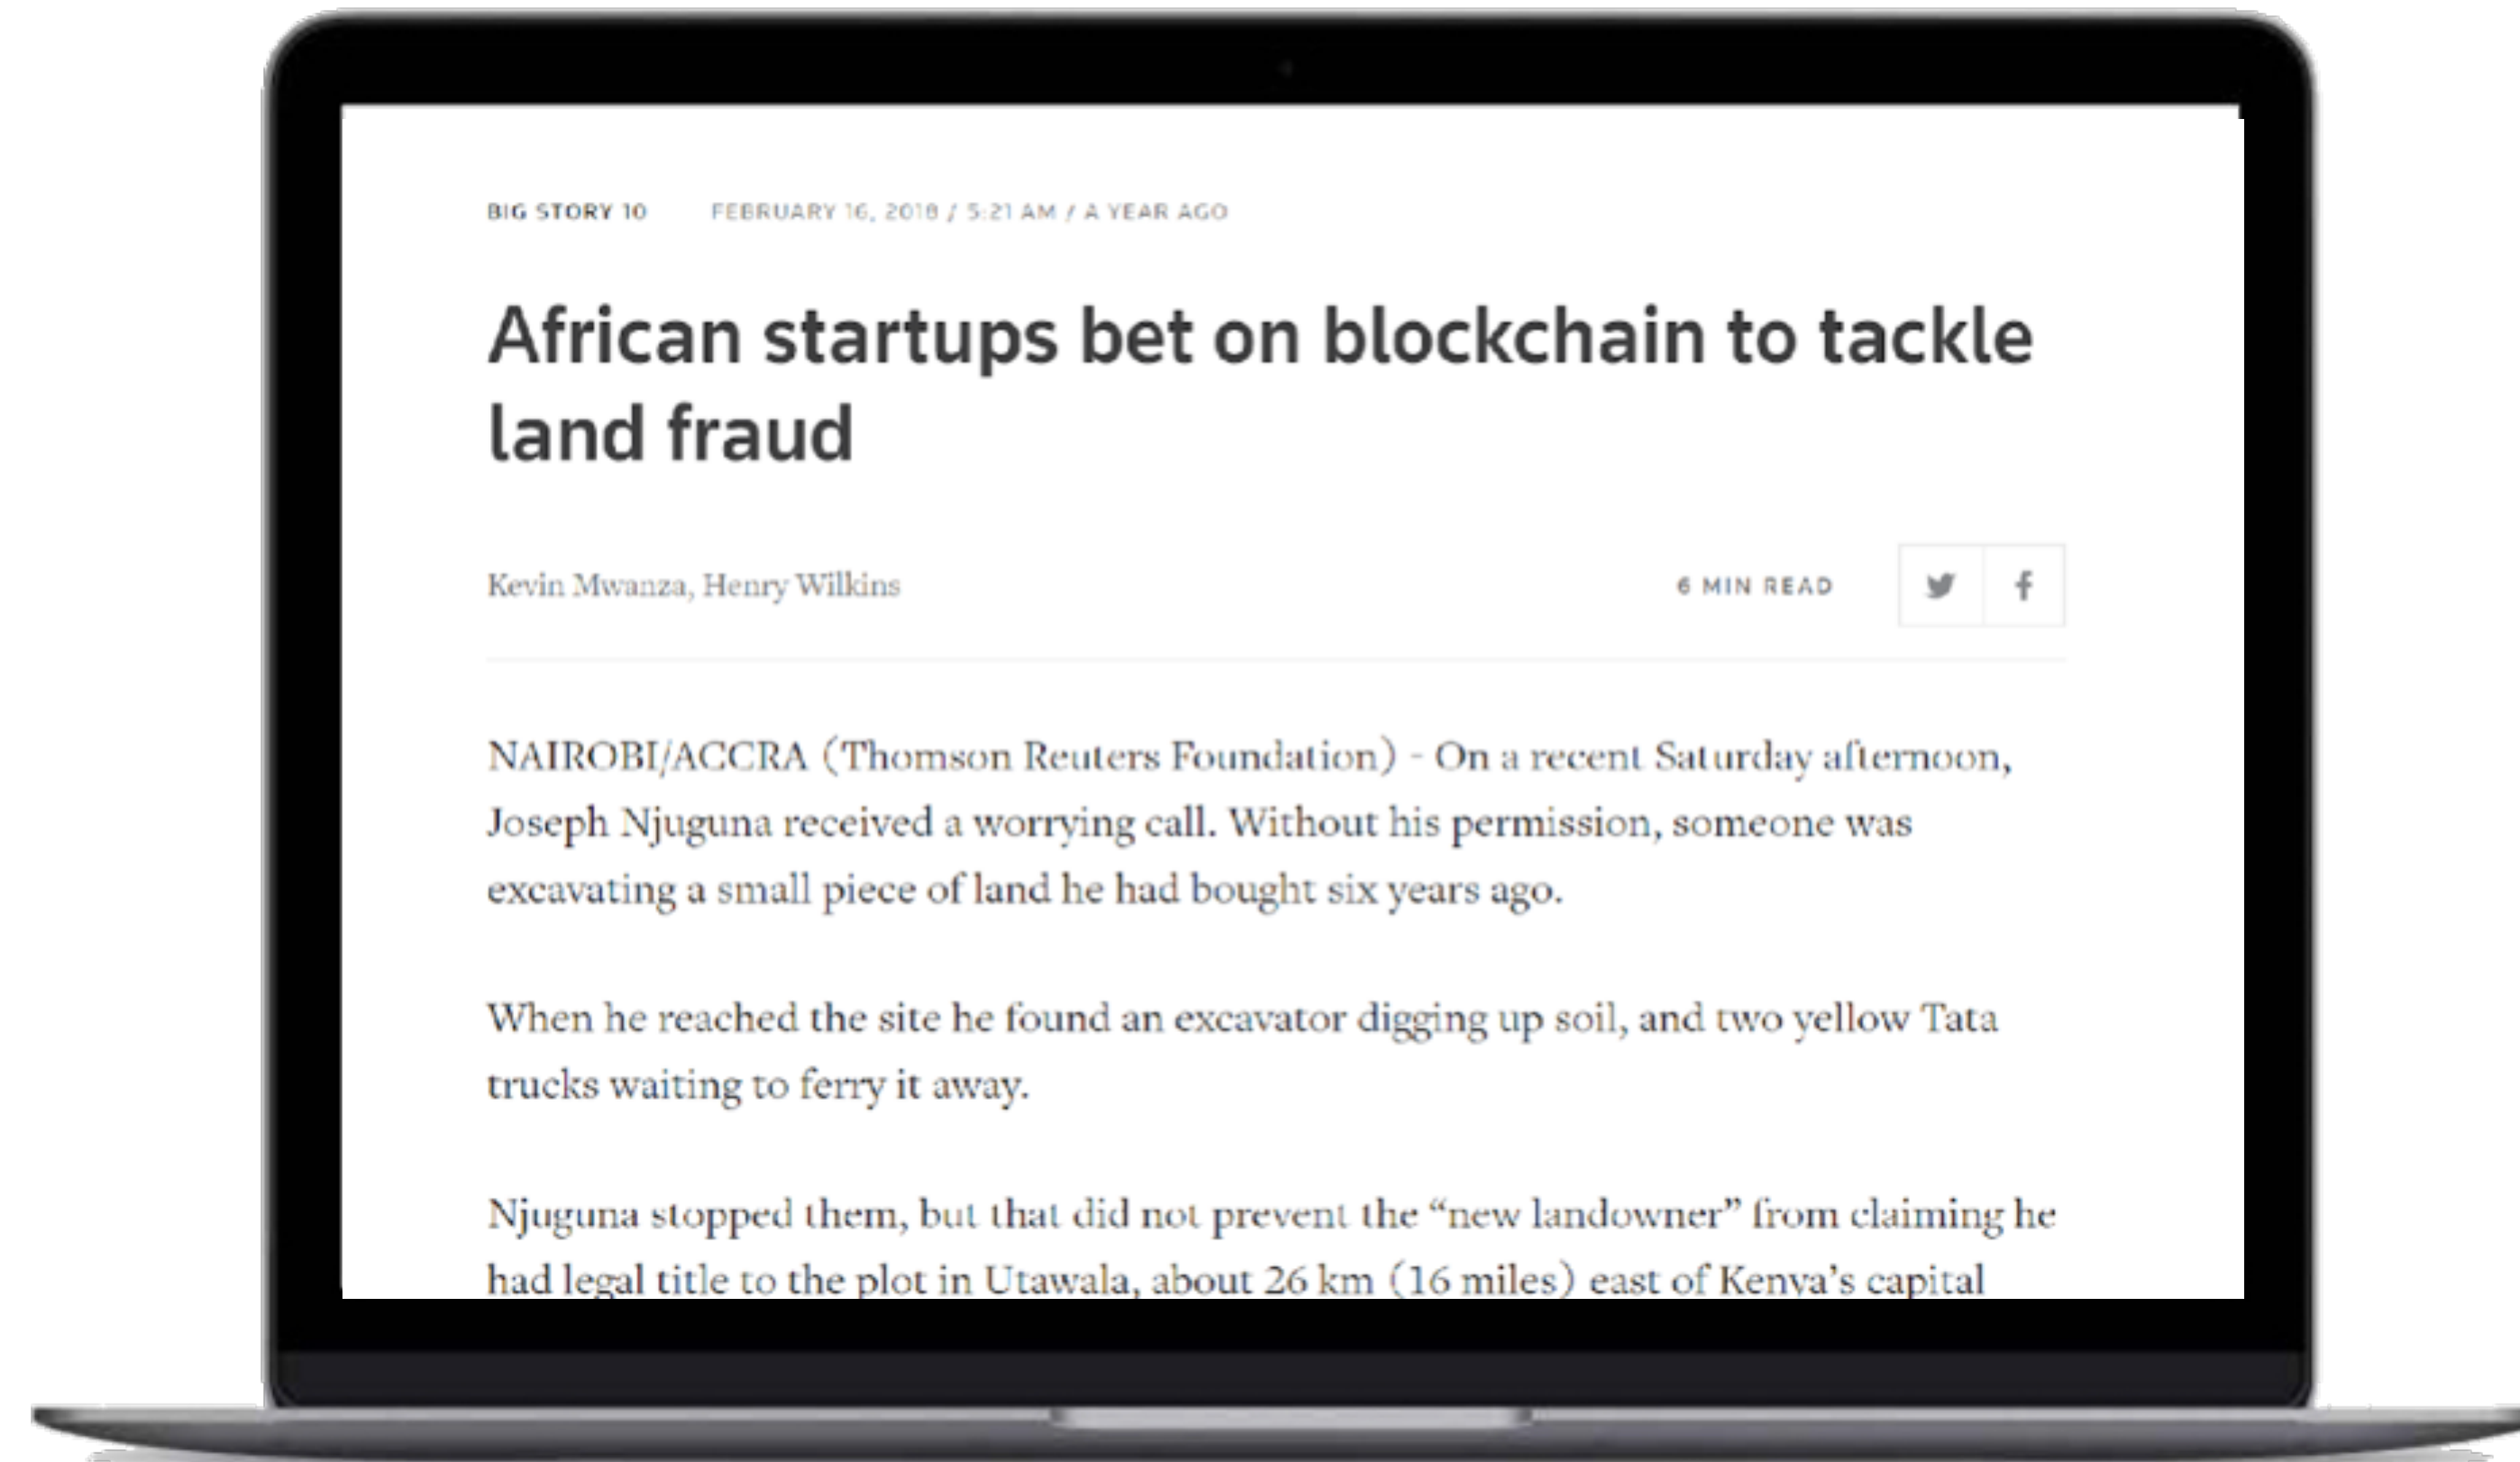 BIG STORY 10 FEBRUARY 16, 2018 / 5:21 AM / A YEAR AGO
African startups bet on blockchain to tackle
land fraud
Kevin Mwanza, Henry Wilkins 6 MIN READ
NAIROBI/ACCRA (Thomson Reuters Foundation) - On a recent Saturday afternoon,
Joseph Njuguna received a worrying call. Without his permission, someone was
excavating a small piece of land he had bought six years ago.
When he reached the site he found an excavator digging up soil, and two yellow Tata
trucks waiting to ferry it away.
Njuguna stopped them, but that did not prevent the “new landowner” from claiming he
had legal title to the plot in Utawala, about 26 km (16 miles) east of Kenya’s capital